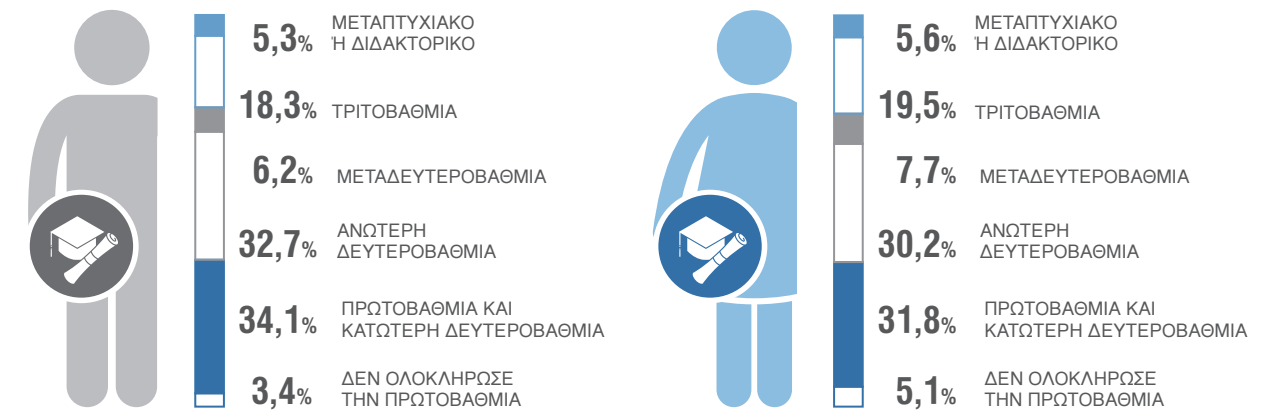 5,3% ΜΕΤΑΠΤΥΧΙΑΚΟ
Ή ΔΙΔΑΚΤΟΡΙΚΟ
18,3% ΤΡΙΤΟΒΑΘΜΙΑ
6,2% ΜΕΤΑΔΕΥΤΕΡΟΒΑΘΜΙΑ
32,7% ΑΝΩΤΕΡΗ
ΔΕΥΤΕΡΟΒΑΘΜΙΑ
34,1% ΠΡΩΤΟΒΑΘΜΙΑ ΚΑΙ
ΚΑΤΩΤΕΡΗ ΔΕΥΤΕΡΟΒΑΘΜΙΑ
3,4% ΔΕΝ ΟΛΟΚΛΗΡΩΣΕ
ΤΗΝ ΠΡΩΤΟΒΑΘΜΙΑ
5,6% ΜΕΤΑΠΤΥΧΙΑΚΟ
Ή ΔΙΔΑΚΤΟΡΙΚΟ
19,5% ΤΡΙΤΟΒΑΘΜΙΑ
7,7% ΜΕΤΑΔΕΥΤΕΡΟΒΑΘΜΙΑ
30,2% ΑΝΩΤΕΡΗ
ΔΕΥΤΕΡΟΒΑΘΜΙΑ
31,8% ΠΡΩΤΟΒΑΘΜΙΑ ΚΑΙ
ΚΑΤΩΤΕΡΗ ΔΕΥΤΕΡΟΒΑΘΜΙΑ
5,1% ΔΕΝ ΟΛΟΚΛΗΡΩΣΕ
ΤΗΝ ΠΡΩΤΟΒΑΘΜΙΑ